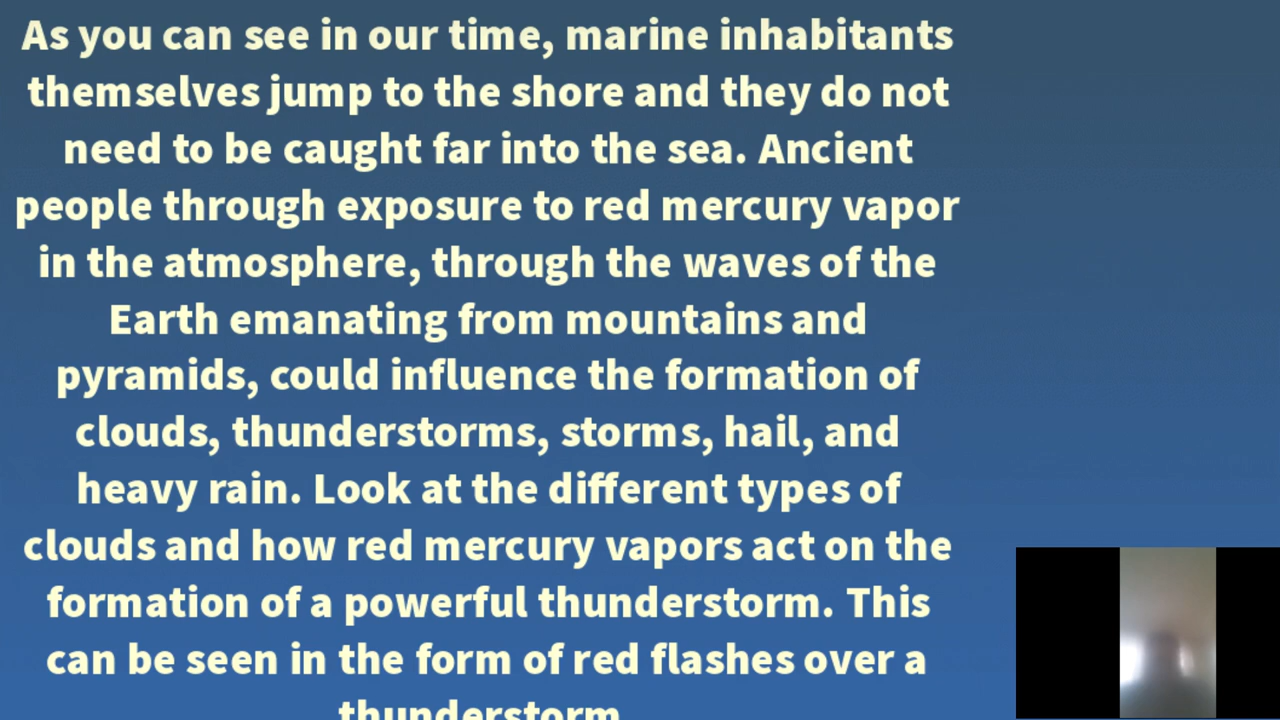 As you can see in our time, marine inhabitants
themselves jump to the shore and they do not
need to be caught far into the sea. Ancient
people through exposure to red mercury vapor
in the atmosphere, through the waves of the
Earth emanating from mountains and
pyramids, could influence the formation of
clouds, thunderstorms, storms, hail, and
heavy rain. Look at the different types of
clouds and how red mercury vapors act on the
formation of a powerful thunderstorm. This
can be seen in the form of red flashes over a
thunderstorm